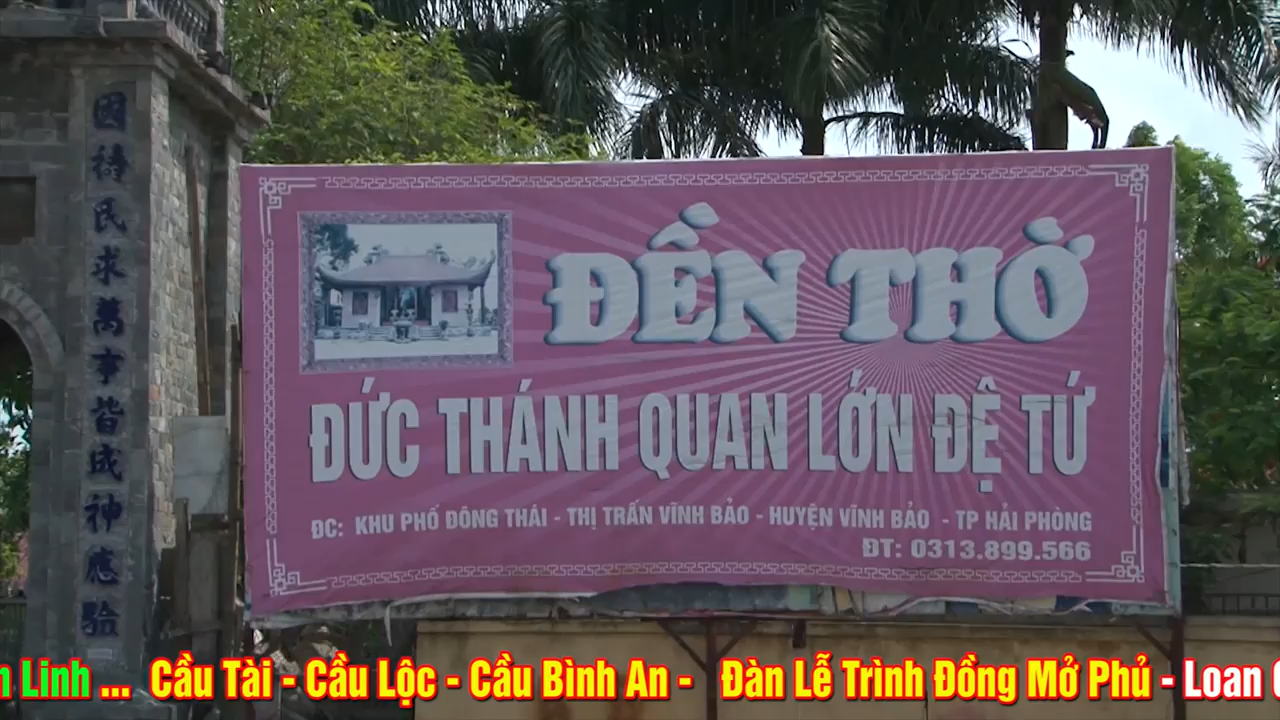 國禱民求萬事皆成神應驗
ĐỀN THỜ
ĐỨC THÁNH QUAN LỚN ĐỆ TỨ
ĐC: KHU PHỐ ĐÔNG THÁI - THỊ TRẤN VĨNH BẢO - HUYỆN VĨNH BẢO - TP HẢI PHÒNG
ĐT: 0313.899.566
Linh ... Cầu Tài - Cầu Lộc - Cầu Bình An - Đàn Lễ Trình Đồng Mở Phủ - Loan